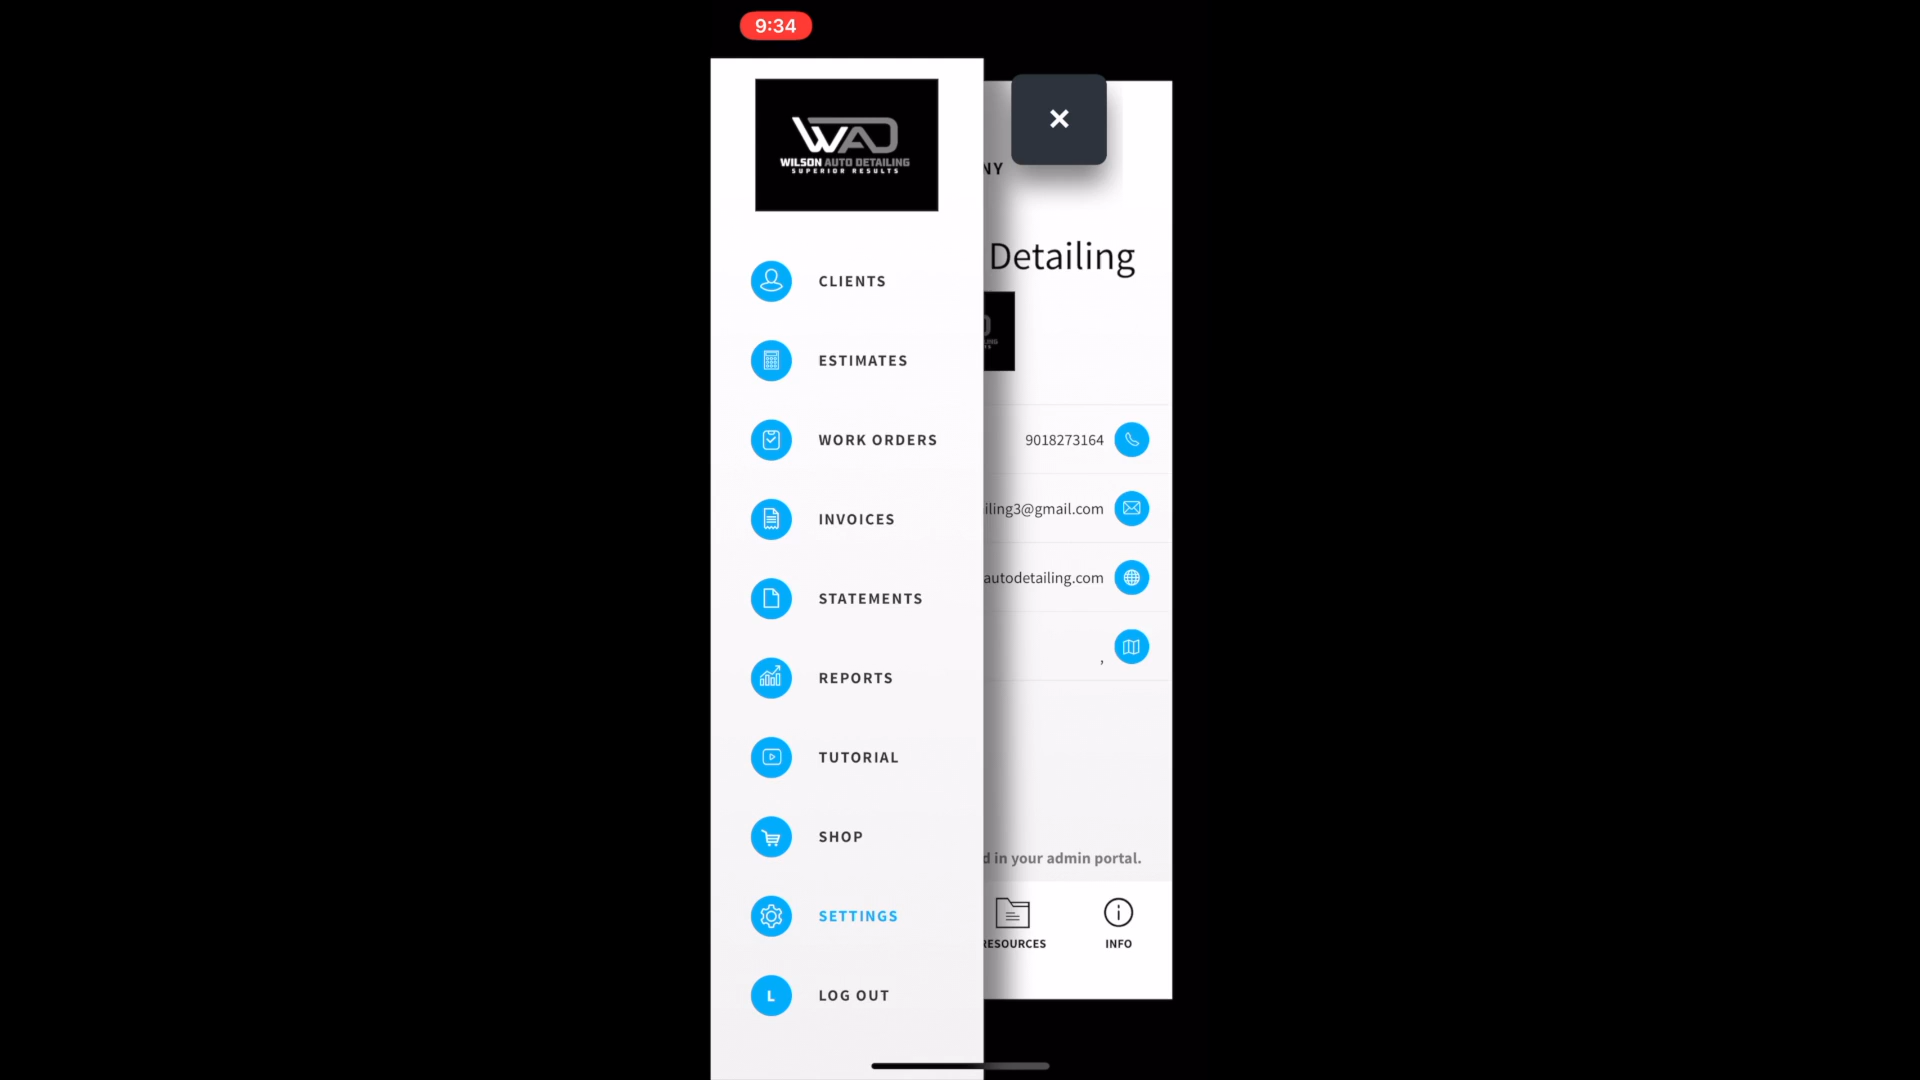 9:34
WAD
WILSON AUTO DETAILING
SUPERIOR RESULTS
CLIENTS
ESTIMATES
WORK ORDERS
INVOICES
STATEMENTS
REPORTS
TUTORIAL
SHOP
SETTINGS
L
LOG OUT
NY
Detailing
9018273164
iling3@gmail.com
autodetailing.com
,
d in your admin portal.
RESOURCES
INFO